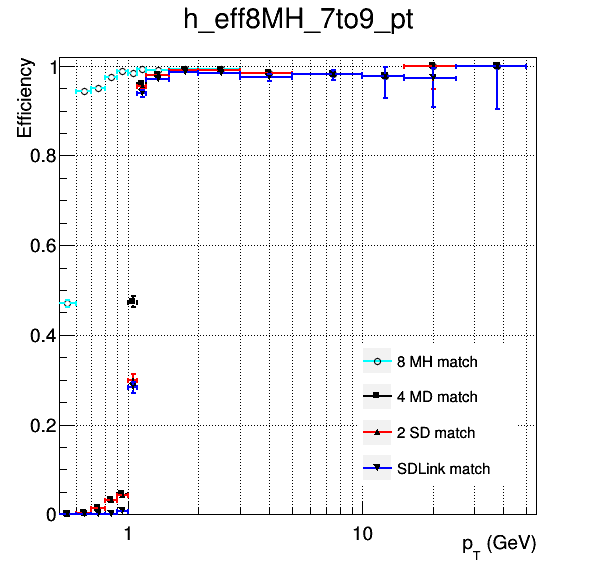 h_eff8MH_7to9_pt
Efficiency
1
0.8
0.6
0.4
0.2
0
8 MH match
4 MD match
2 SD match
SDLink match
1
10
p_T (GeV)